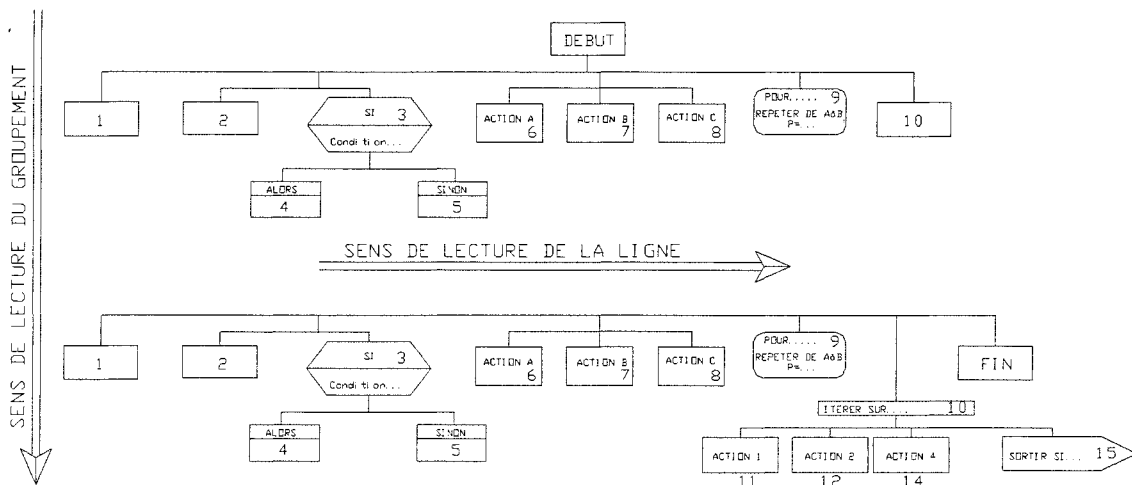 DEBUT
1
2
SI 3
Condition...
ALORS
4
SINON
5
ACTION A
6
ACTION B
7
ACTION C
8
POUR..... 9
REPETER DE AàB
P=...
10
SENS DE LECTURE DU GROUPEMENT
SENS DE LECTURE DE LA LIGNE
1
2
SI 3
Condition...
ALORS
4
SINON
5
ACTION A
6
ACTION B
7
ACTION C
8
POUR..... 9
REPETER DE AàB
P=...
FIN
ITERER SUR.... 10
ACTION 1
11
ACTION 2
12
ACTION 4
14
SORTIR SI... 15